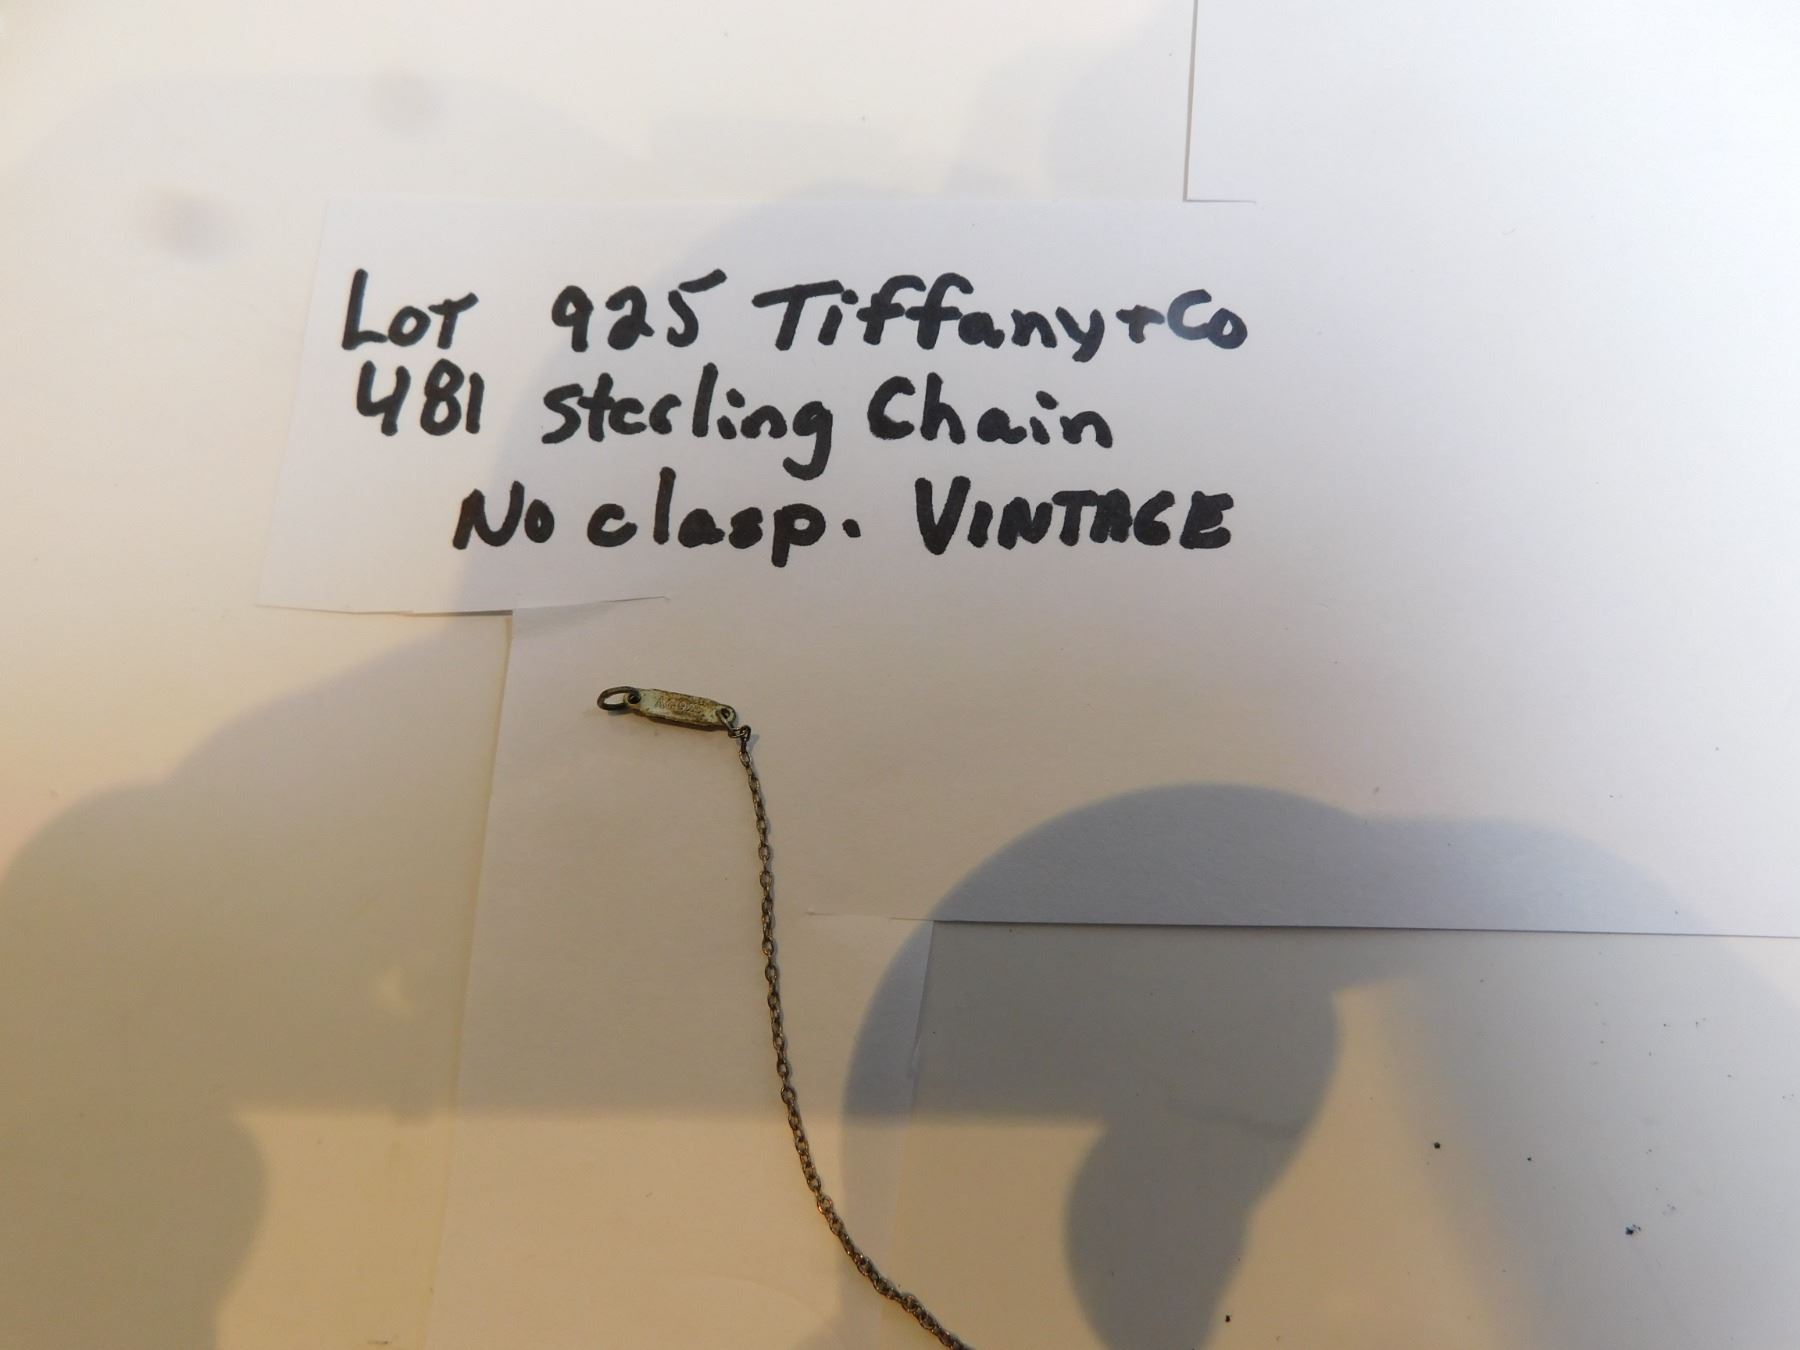 Lot 925 Tiffany + Co
481 Sterling Chain
No clasp. VINTAGE